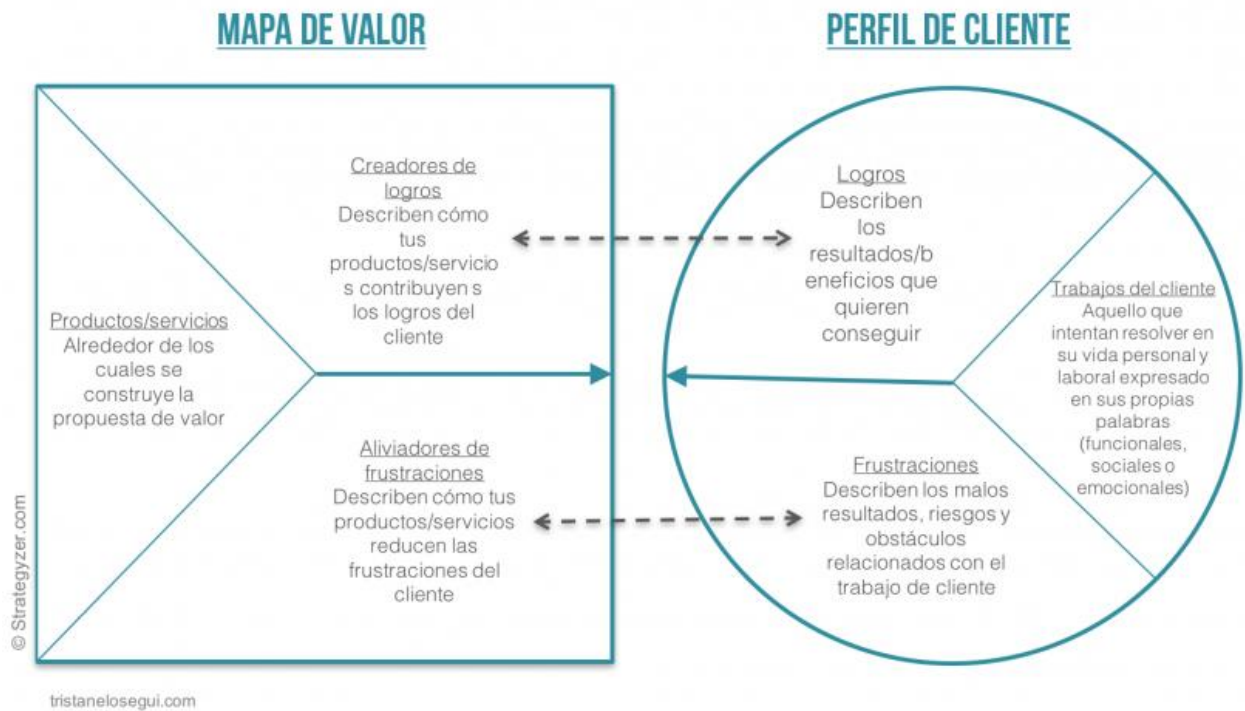 MAPA DE VALOR
PERFIL DE CLIENTE
Creadores de
logros
Describen cómo
tus
productos/servicio
s contribuyen s
los logros del
cliente
Productos/servicios
Alrededor de los
cuales se
construye la
propuesta de valor
Aliviadores de
frustraciones
Describen cómo tus
productos/servicios
reducen las
frustraciones del
cliente
Logros
Describen
los
resultados/b
eneficios que
quieren
conseguir
Trabajos del cliente
Aquello que
intentan resolver en
su vida personal y
laboral expresado
en sus propias
palabras
(funcionales,
sociales o
emocionales)
Frustraciones
Describen los malos
resultados, riesgos y
obstáculos
relacionados con el
trabajo de cliente
© Strategyzer.com
tristanelosegui.com